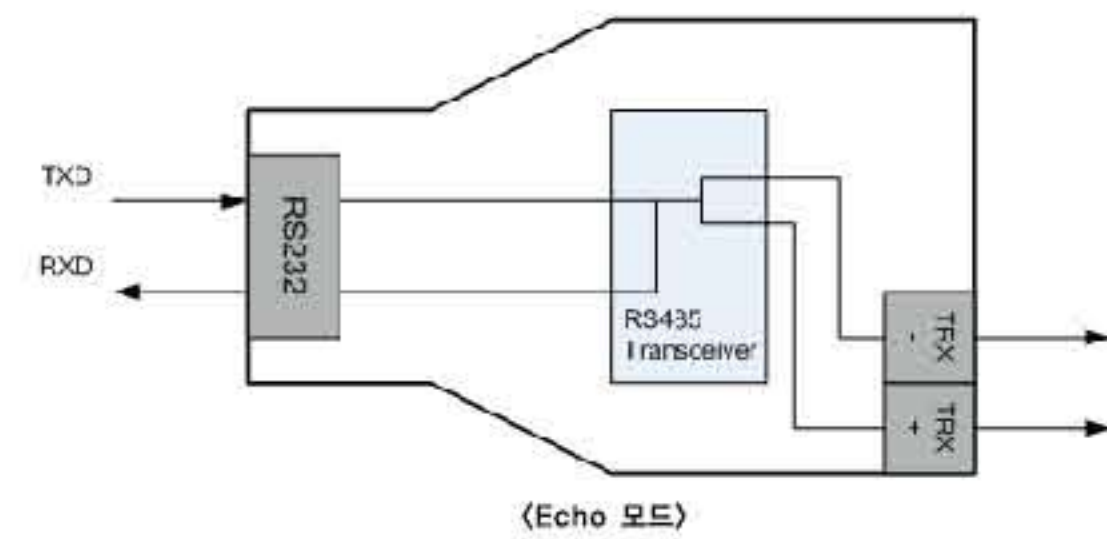 TXD
RS232
RXD
RS485
Transceiver
- TRX
+ TRX
<Echo 모드>